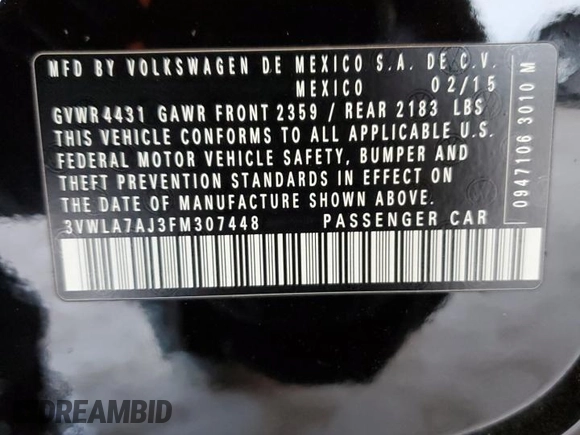 MFD BY VOLKSWAGEN DE MEXICO S.A. DE C.V.
MEXICO 02/15
GVWR4431 GAWR FRONT 2359 / REAR 2183 LBS
THIS VEHICLE CONFORMS TO ALL APPLICABLE U.S.
FEDERAL MOTOR VEHICLE SAFETY, BUMPER AND
THEFT PREVENTION STANDARDS IN EFFECT ON
THE DATE OF MANUFACTURE SHOWN ABOVE.
3VWLA7AJ3FM307448 PASSENGER CAR
0947106 3010 M
DREAMBID